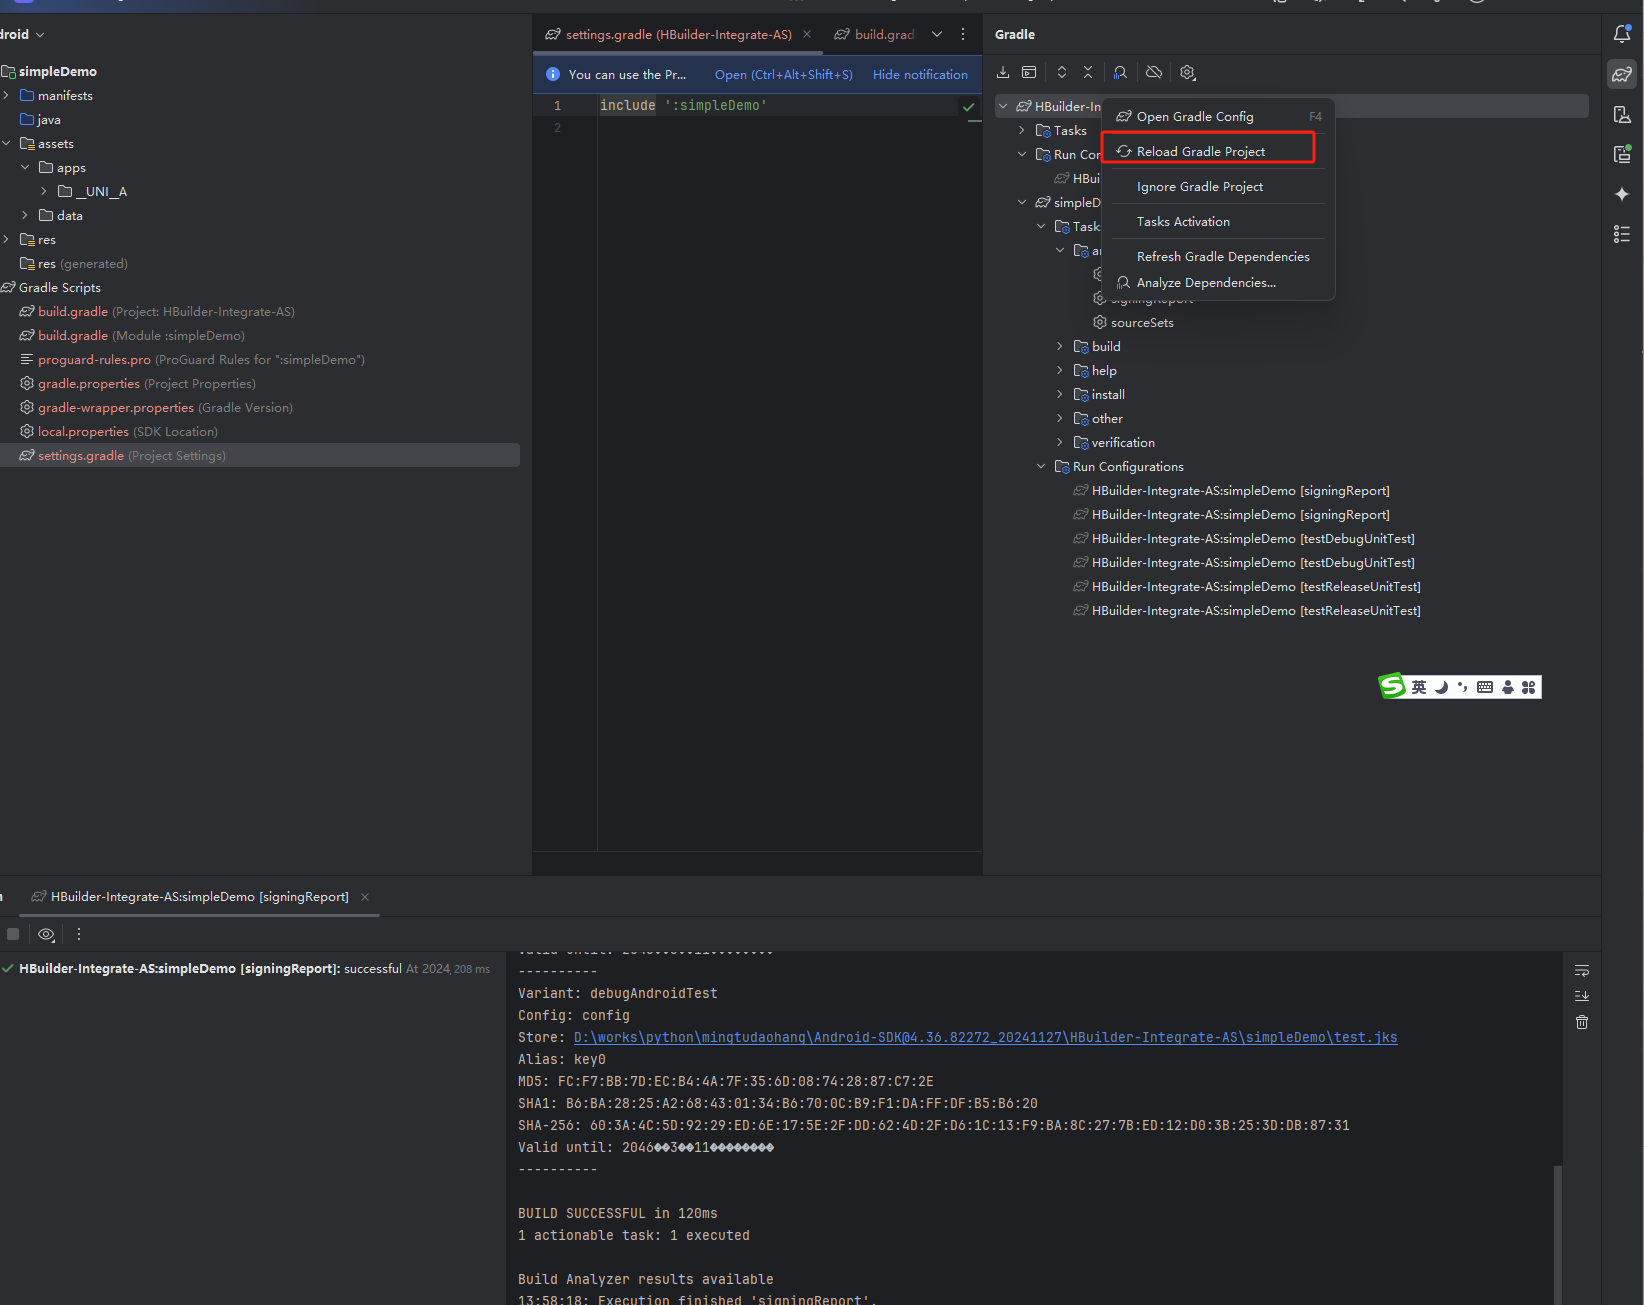 droid
simpleDemo
manifests
java
assets
apps
__UNI__A
data
res
res (generated)
Gradle Scripts
build.gradle (Project: HBuilder-Integrate-AS)
build.gradle (Module :simpleDemo)
proguard-rules.pro (ProGuard Rules for ":simpleDemo")
gradle.properties (Project Properties)
gradle-wrapper.properties (Gradle Version)
local.properties (SDK Location)
settings.gradle (Project Settings)
settings.gradle (HBuilder-Integrate-AS)
build.grad
You can use the Pr... Open (Ctrl+Alt+Shift+S) Hide notification
1 include ':simpleDemo'
2
Gradle
HBuilder-In
Tasks
Run Cor
HBui
simpleD
Task
a
signingReport
sourceSets
build
help
install
other
verification
Run Configurations
HBuilder-Integrate-AS:simpleDemo [signingReport]
HBuilder-Integrate-AS:simpleDemo [signingReport]
HBuilder-Integrate-AS:simpleDemo [testDebugUnitTest]
HBuilder-Integrate-AS:simpleDemo [testDebugUnitTest]
HBuilder-Integrate-AS:simpleDemo [testReleaseUnitTest]
HBuilder-Integrate-AS:simpleDemo [testReleaseUnitTest]
Open Gradle Config F4
Reload Gradle Project
Ignore Gradle Project
Tasks Activation
Refresh Gradle Dependencies
Analyze Dependencies...
S 英
HBuilder-Integrate-AS:simpleDemo [signingReport]
HBuilder-Integrate-AS:simpleDemo [signingReport]: successful At 2024, 208 ms
----------
Variant: debugAndroidTest
Config: config
Store: D:\works\python\mingtudaohang\Android-SDK@4.36.82272_20241127\HBuilder-Integrate-AS\simpleDemo\test.jks
Alias: key0
MD5: FC:F7:BB:7D:EC:B4:4A:7F:35:6D:08:74:28:87:C7:2E
SHA1: B6:BA:28:25:A2:68:43:01:34:B6:70:0C:B9:F1:DA:FF:DF:B5:B6:20
SHA-256: 60:3A:4C:5D:92:29:ED:6E:17:5E:2F:DD:62:4D:2F:D6:1C:13:F9:BA:8C:27:7B:ED:12:D0:3B:25:3D:DB:87:31
Valid until: 2046��3��11��������
----------
BUILD SUCCESSFUL in 120ms
1 actionable task: 1 executed
Build Analyzer results available
13:58:18: Execution finished 'signingReport'.